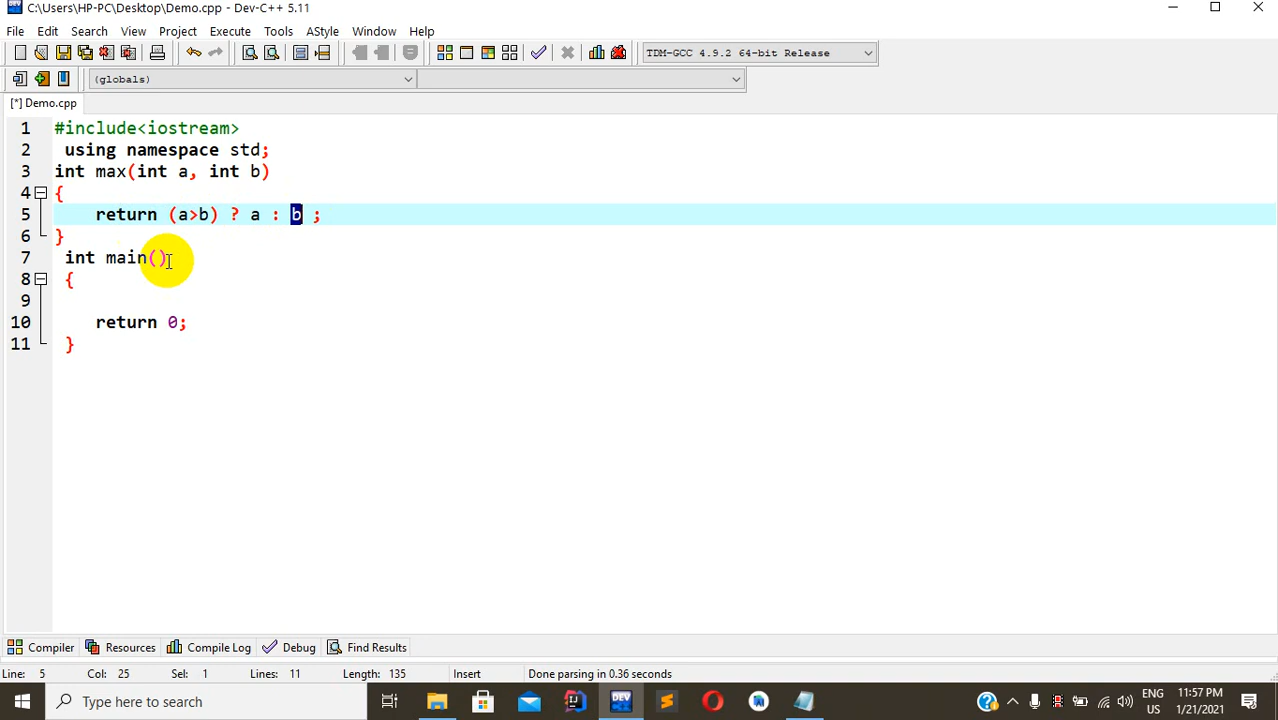 C:\Users\HP-PC\Desktop\Demo.cpp - Dev-C++ 5.11
File Edit Search View Project Execute Tools AStyle Window Help
TDM-GCC 4.9.2 64-bit Release
(globals)
[*] Demo.cpp
1 #include<iostream>
2 using namespace std;
3 int max(int a, int b)
4 {
5 return (a>b) ? a : b ;
6 }
7 int main()
8 {
9
10 return 0;
11 }
Compiler Resources Compile Log Debug Find Results
Line: 5 Col: 25 Sel: 1 Lines: 11 Length: 135 Insert Done parsing in 0.36 seconds
Type here to search
DEV
ENG
US
11:57 PM
1/21/2021